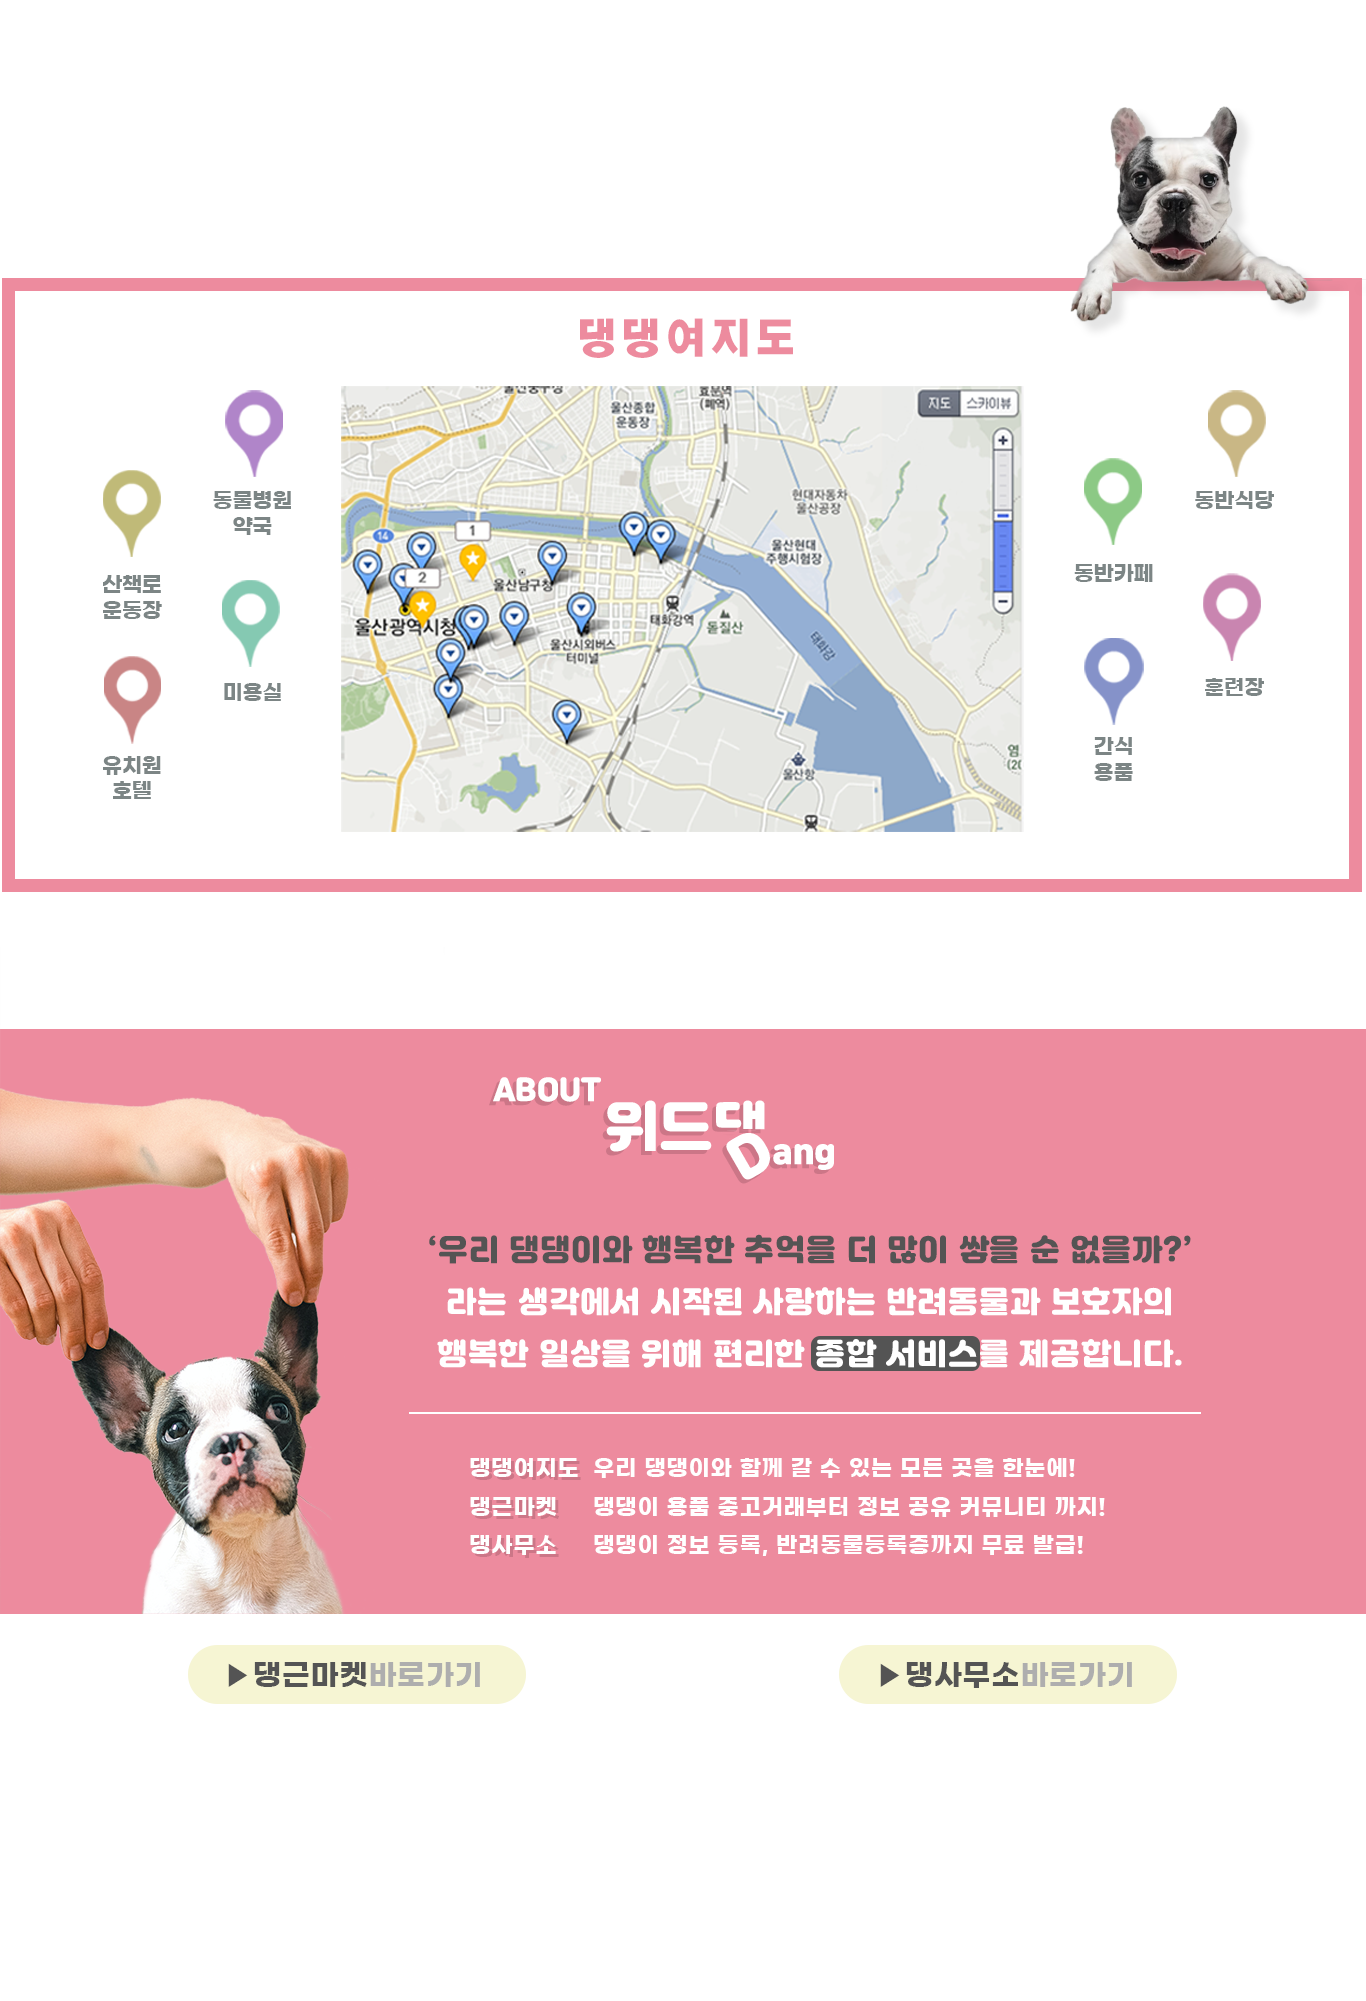 댕댕여지도
동물병원
약국
산책로
운동장
미용실
유치원
호텔
울산종합
운동장
효문역
(폐역)
지도 스카이뷰
현대자동차
울산공장
울산현대
주행시험장
14
1
2
울산남구청
울산광역시청
태화강역
돋질산
울산시외버스
터미널
태화강
울산항
동반식당
동반카페
훈련장
간식
용품
ABOUT
위드댕
Dang
‘우리 댕댕이와 행복한 추억을 더 많이 쌓을 순 없을까?’
라는 생각에서 시작된 사랑하는 반려동물과 보호자의
행복한 일상을 위해 편리한 종합 서비스를 제공합니다.
댕댕여지도 우리 댕댕이와 함께 갈 수 있는 모든 곳을 한눈에!
댕근마켓 댕댕이 용품 중고거래부터 정보 공유 커뮤니티 까지!
댕사무소 댕댕이 정보 등록, 반려동물등록증까지 무료 발급!
▶댕근마켓바로가기
▶댕사무소바로가기